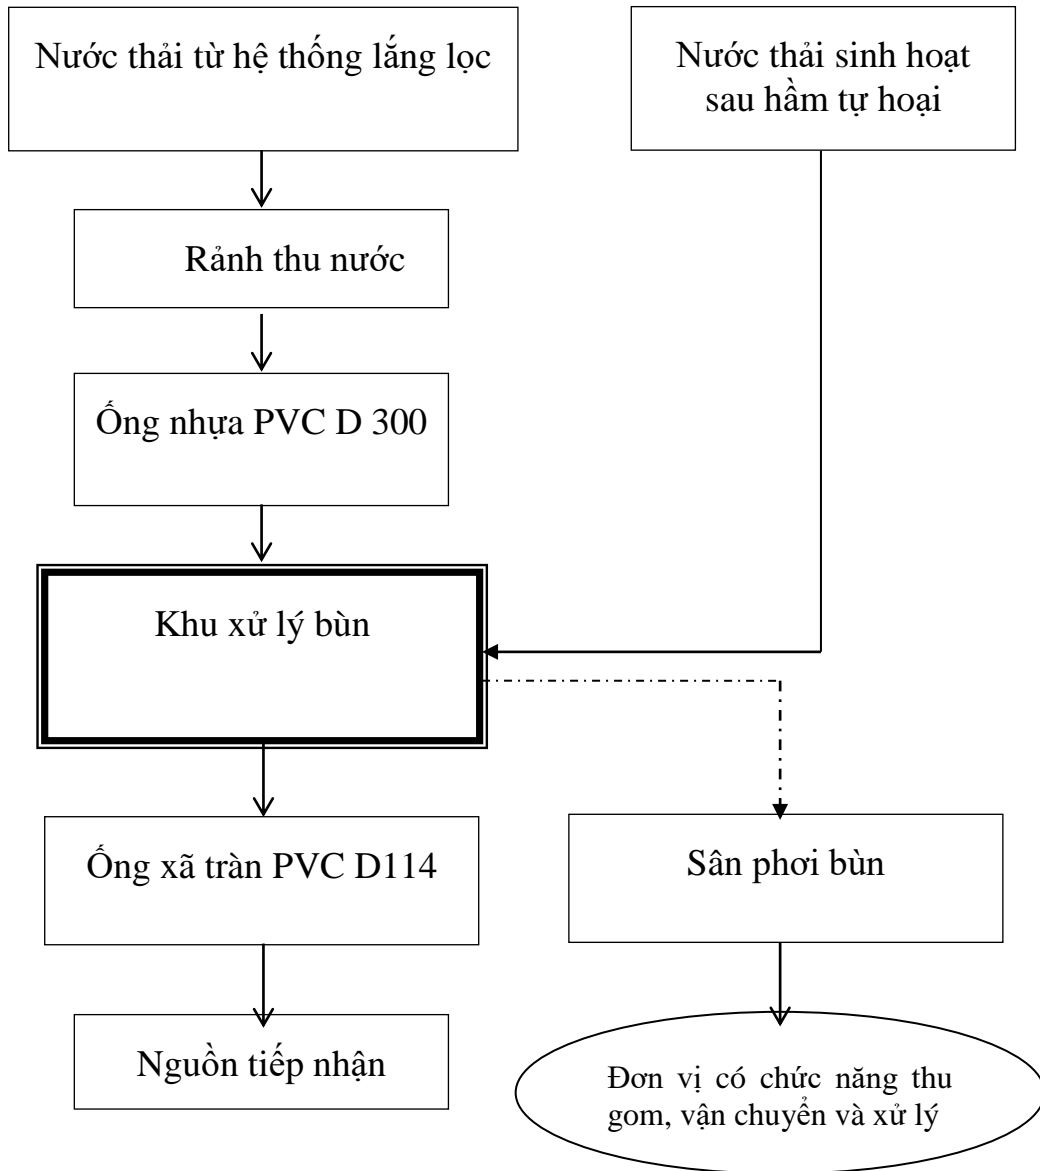 Nước thải từ hệ thống lắng lọc
Nước thải sinh hoạt
sau hầm tự hoại
Rảnh thu nước
Ống nhựa PVC D 300
Khu xử lý bùn
Ống xã tràn PVC D114
Sân phơi bùn
Nguồn tiếp nhận
Đơn vị có chức năng thu
gom, vận chuyển và xử lý